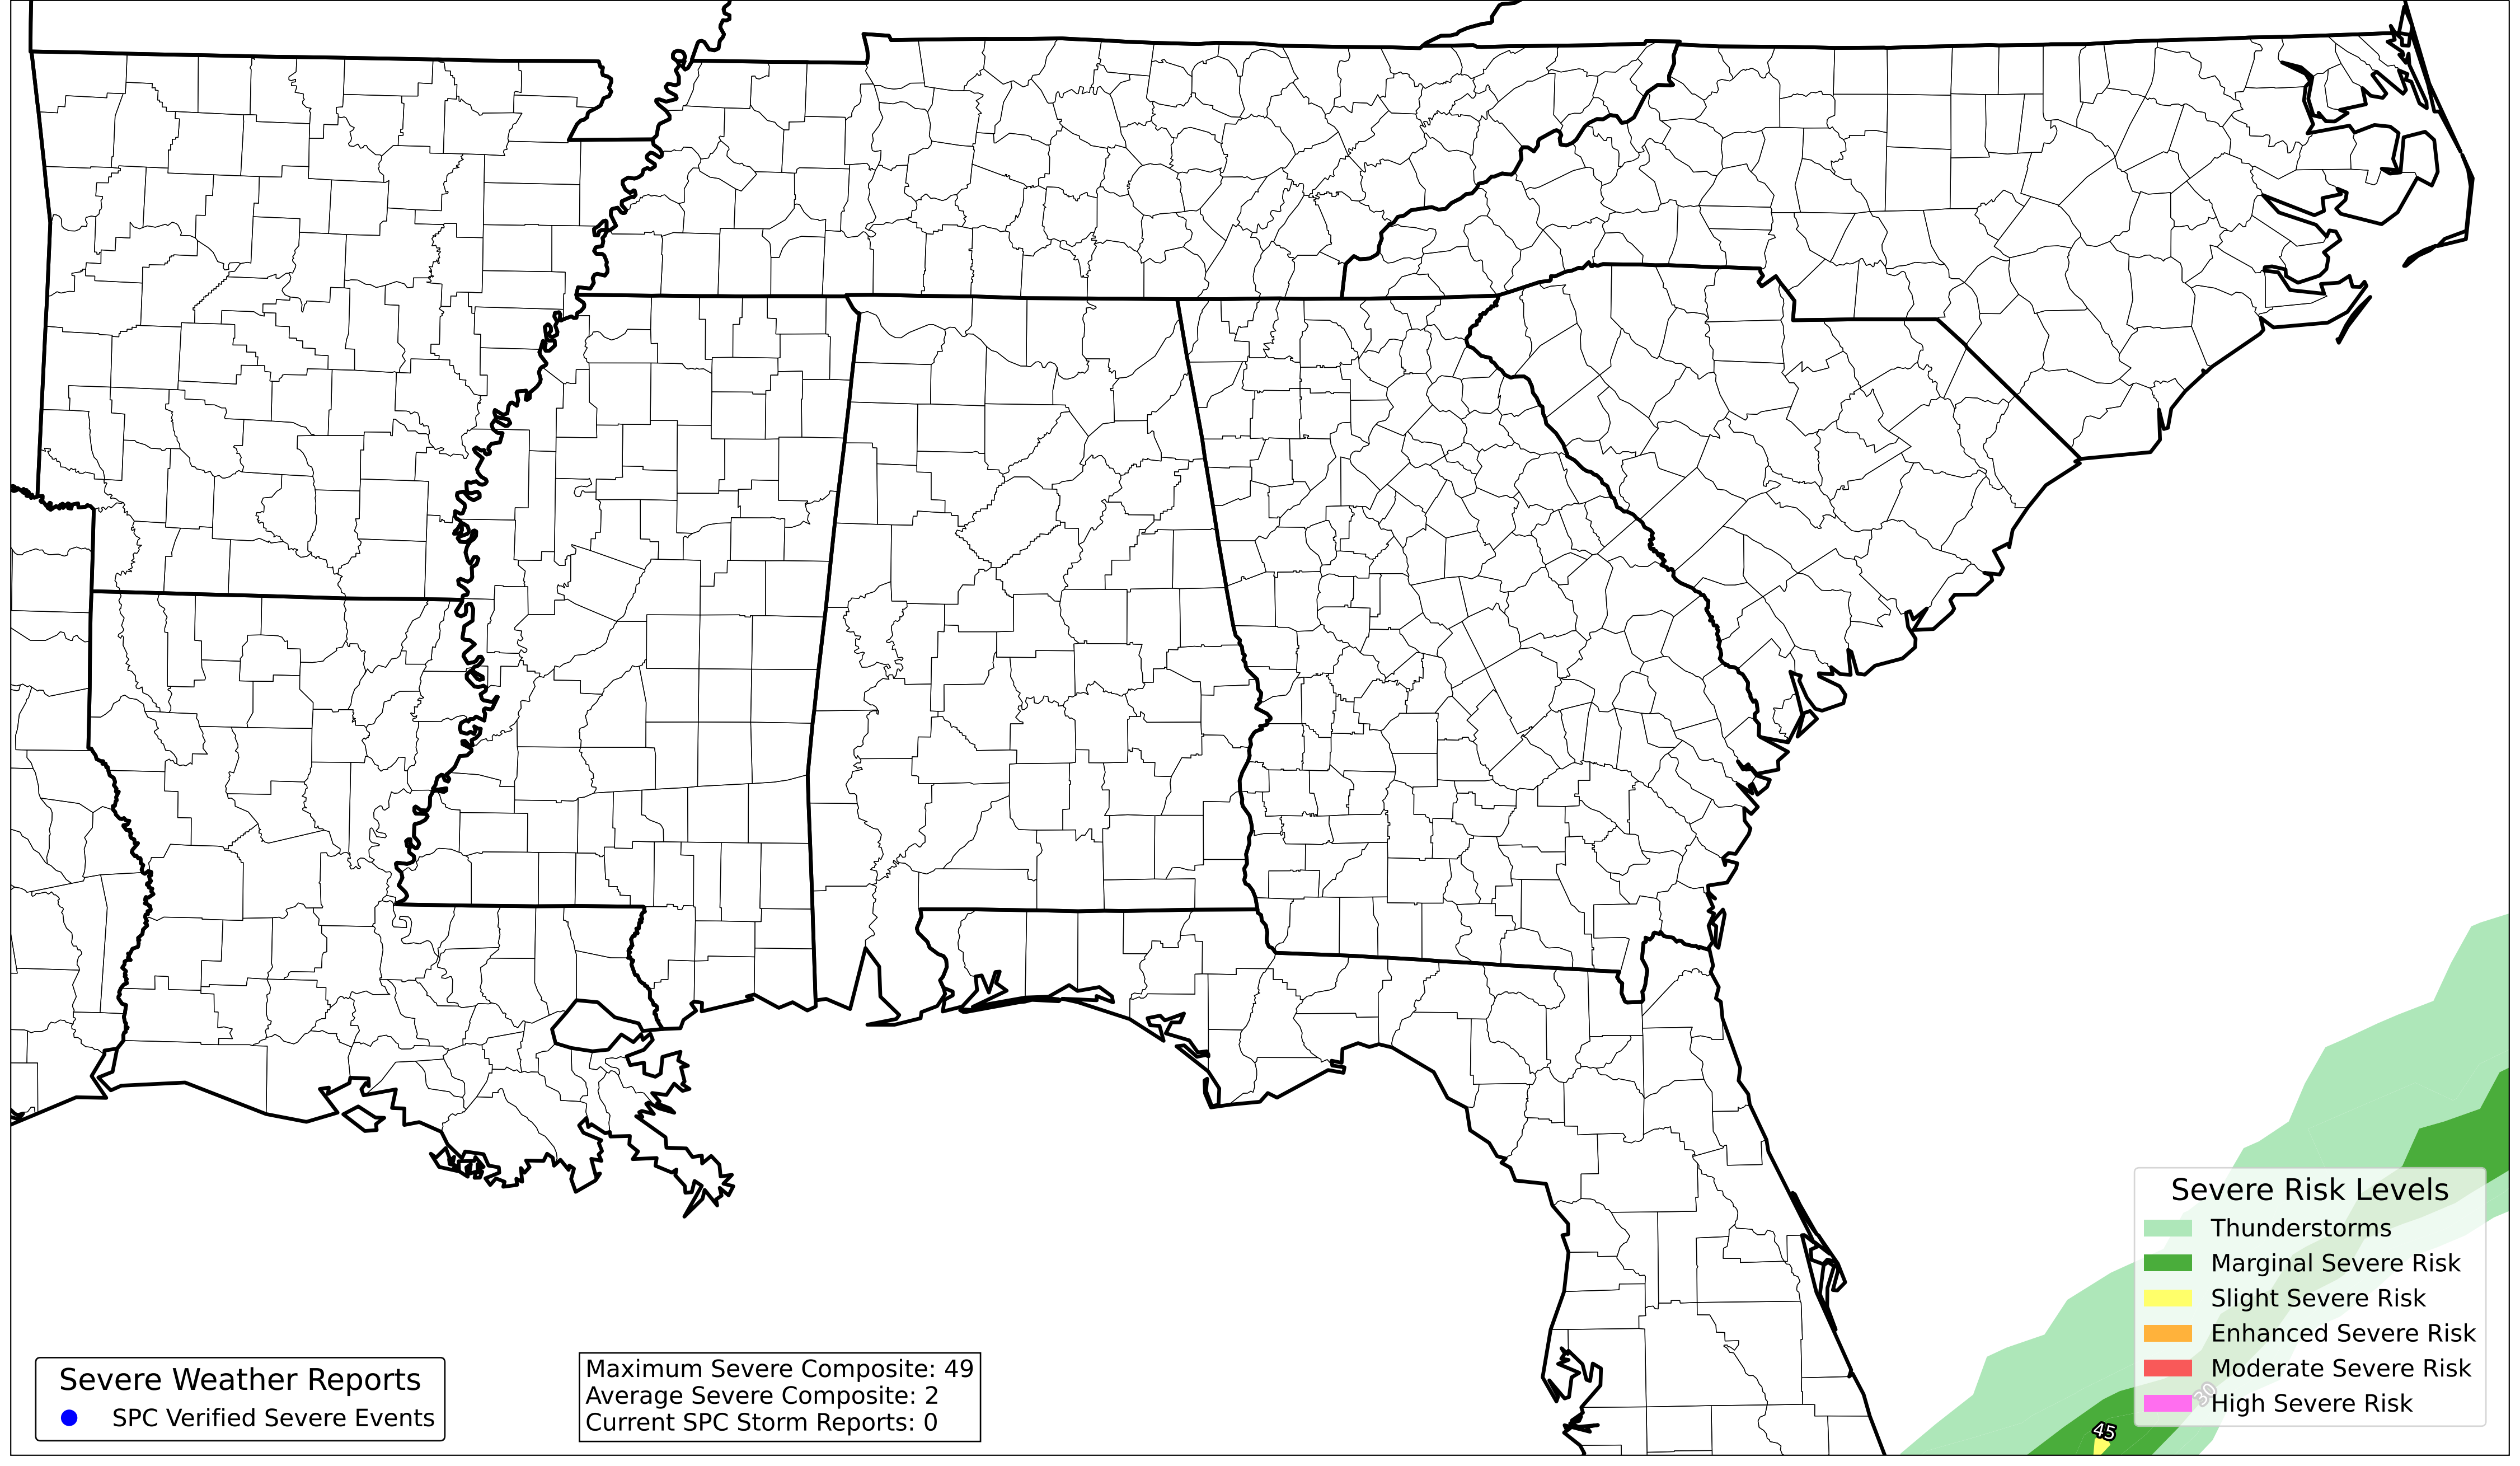 Severe Risk Levels
Thunderstorms
Marginal Severe Risk
Slight Severe Risk
Enhanced Severe Risk
Moderate Severe Risk
High Severe Risk
30
45
Severe Weather Reports
SPC Verified Severe Events
Maximum Severe Composite: 49
Average Severe Composite: 2
Current SPC Storm Reports: 0